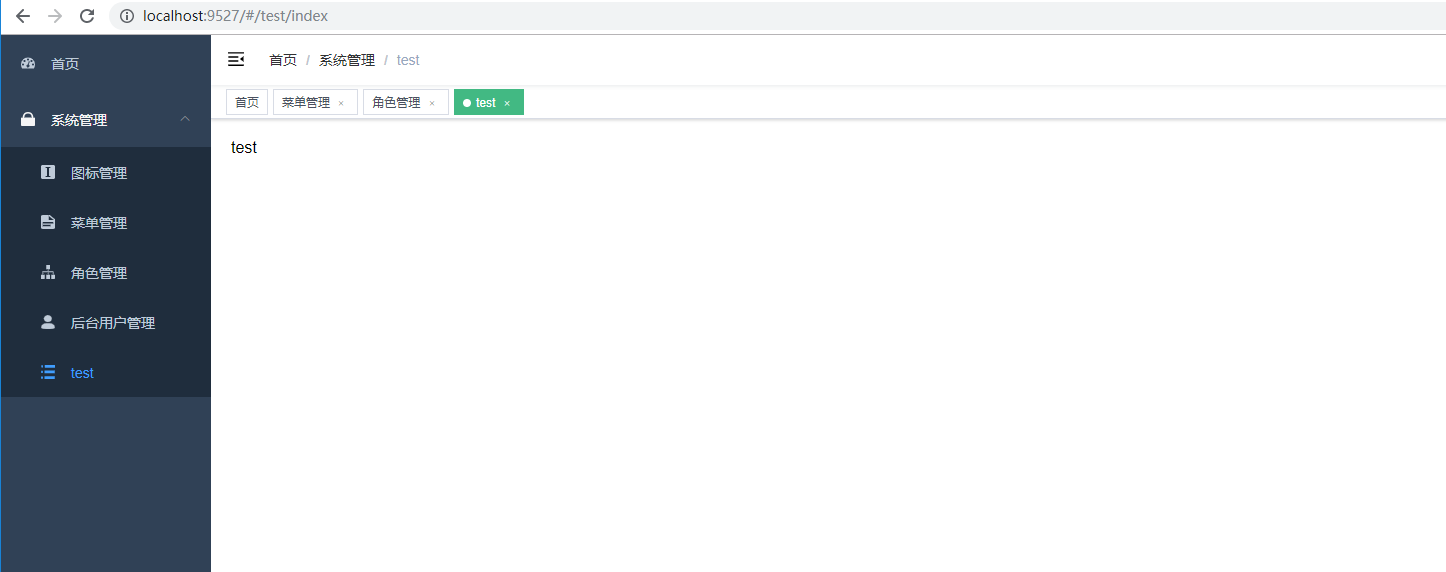 localhost:9527/#/test/index
首页
系统管理
图标管理
菜单管理
角色管理
后台用户管理
test
首页 / 系统管理 / test
首页 菜单管理 × 角色管理 × test ×
test